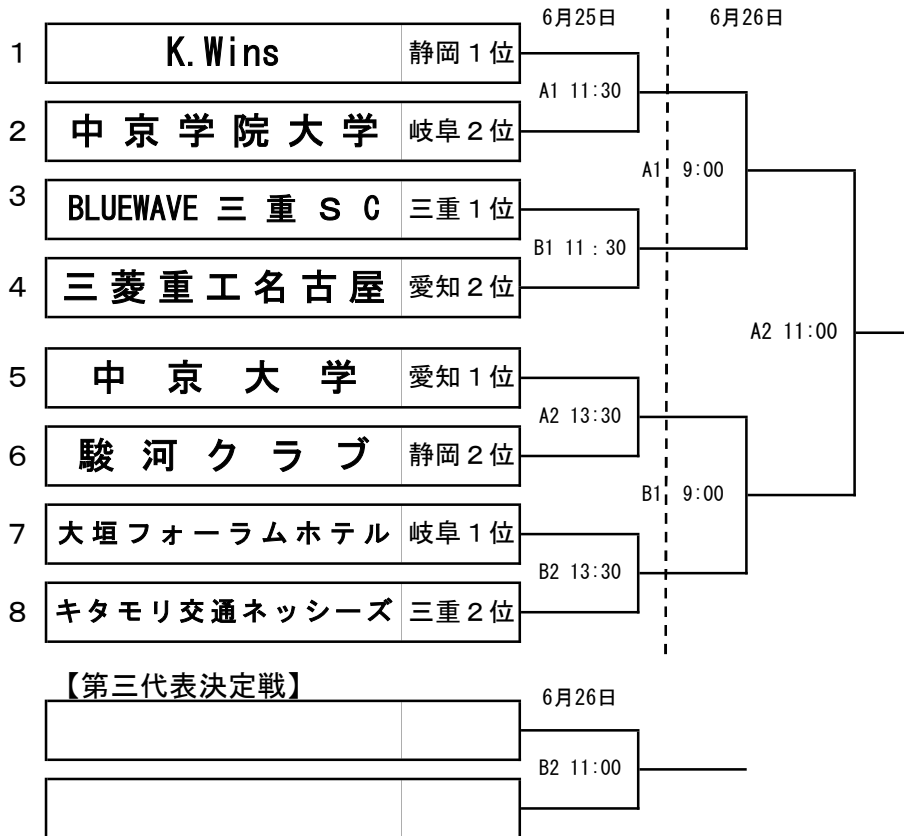 6月25日 6月26日
1 K.Wins 静岡1位
A1 11:30
2 中京学院大学 岐阜2位
A1 9:00
3 BLUEWAVE 三重SC 三重1位
B1 11:30
4 三菱重工名古屋 愛知2位
A2 11:00
5 中京大学 愛知1位
A2 13:30
6 駿河クラブ 静岡2位
B1 9:00
7 大垣フォーラムホテル 岐阜1位
B2 13:30
8 キタモリ交通ネッシーズ 三重2位
【第三代表決定戦】
6月26日
B2 11:00